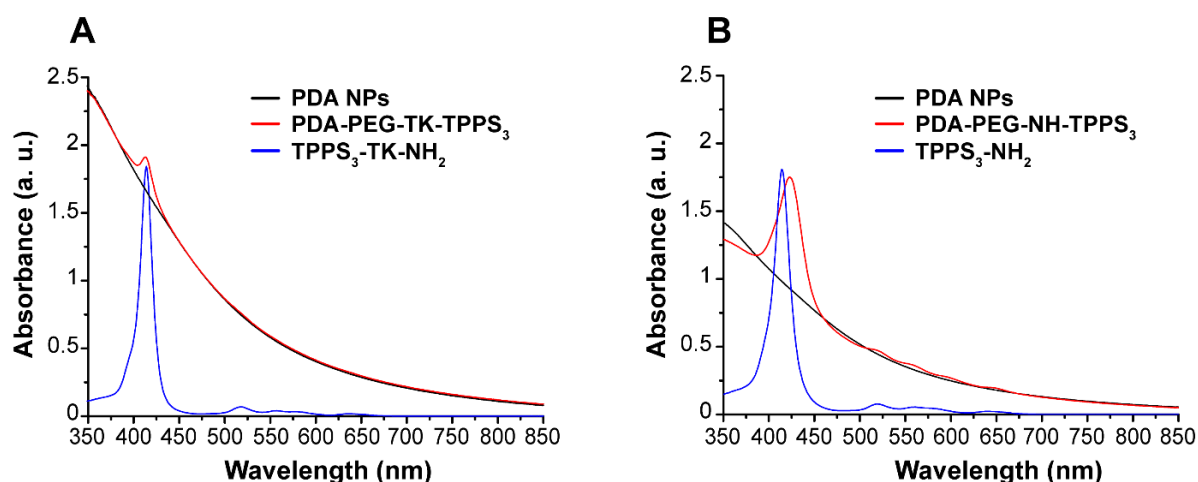 A
Absorbance (a. u.)
2.5
2
1.5
1
0.5
0
PDA NPs
PDA-PEG-TK-TPPS₃
TPPS₃-TK-NH₂
350 400 450 500 550 600 650 700 750 800 850
Wavelength (nm)
B
Absorbance (a. u.)
2.5
2
1.5
1
0.5
0
PDA NPs
PDA-PEG-NH-TPPS₃
TPPS₃-NH₂
350 400 450 500 550 600 650 700 750 800 850
Wavelength (nm)